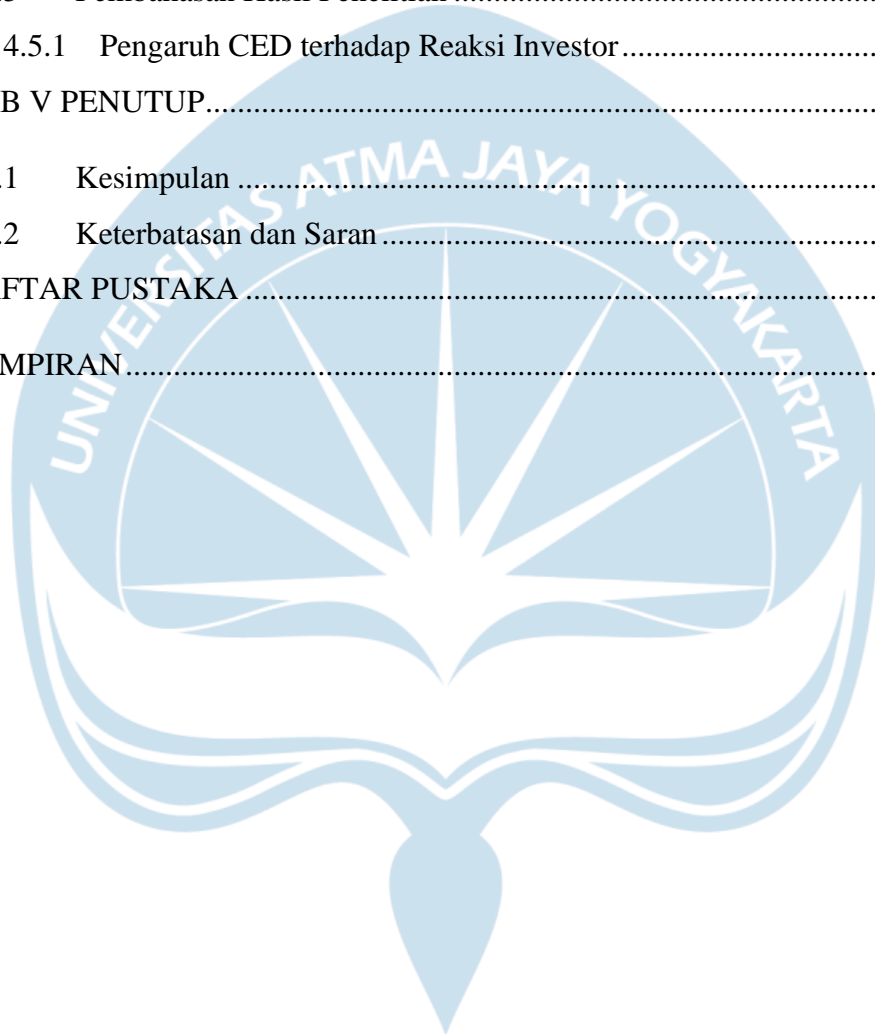 4.5.1 Pengaruh CED terhadap Reaksi Investor ........................................
B V PENUTUP..........................................................................................
.1 Kesimpulan .......................................................................................
.2 Keterbatasan dan Saran ....................................................................
FTAR PUSTAKA ....................................................................................
MPIRAN..................................................................................................
UNIVERSITAS ATMA JAYA YOGYAKARTA